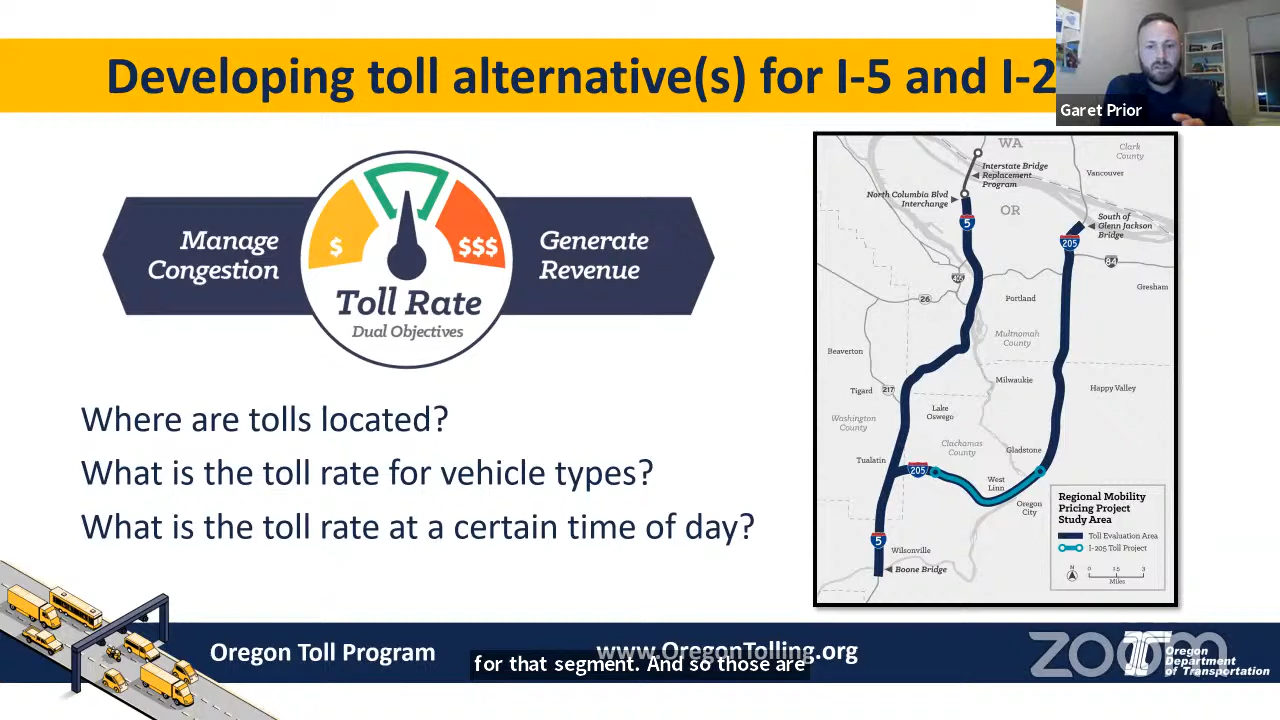 Developing toll alternative(s) for I-5 and I-2
Garet Prior
Manage
Congestion
$
$$$
Toll Rate
Dual Objectives
Generate
Revenue
Where are tolls located?
What is the toll rate for vehicle types?
What is the toll rate at a certain time of day?
WA
Clark
County
Interstate Bridge
Replacement
Program
Vancouver
North Columbia Blvd
Interchange
OR
5
South of
Glenn Jackson
Bridge
205
84
405
Gresham
26
Portland
Multnomah
County
Beaverton
Milwaukie
Tigard
217
Happy Valley
Lake
Oswego
Washington
County
Clackamas
County
Gladstone
Tualatin
205
West
Linn
Oregon
City
5
Wilsonville
Boone Bridge
Regional Mobility
Pricing Project
Study Area
Toll Evaluation Area
I-205 Toll Project
N
0 1.5 3
Miles
Oregon Toll Program
www.OregonTolling.org
for that segment. And so those are
zoom
Oregon
Department
of Transportation